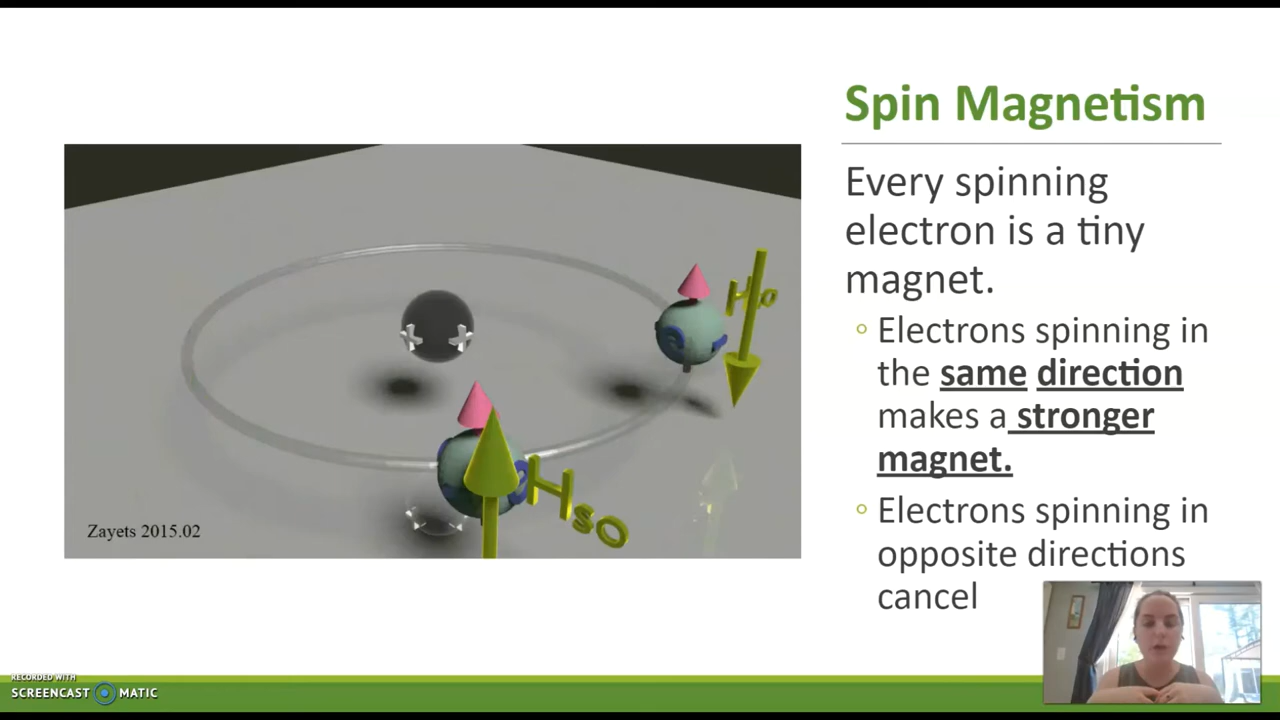 Spin Magnetism
Every spinning
electron is a tiny
magnet.
Electrons spinning in
the same direction
makes a stronger
magnet.
Electrons spinning in
opposite directions
cancel
Ho
Hso
Zayets 2015.02
RECORDED WITH
SCREENCAST MATIC